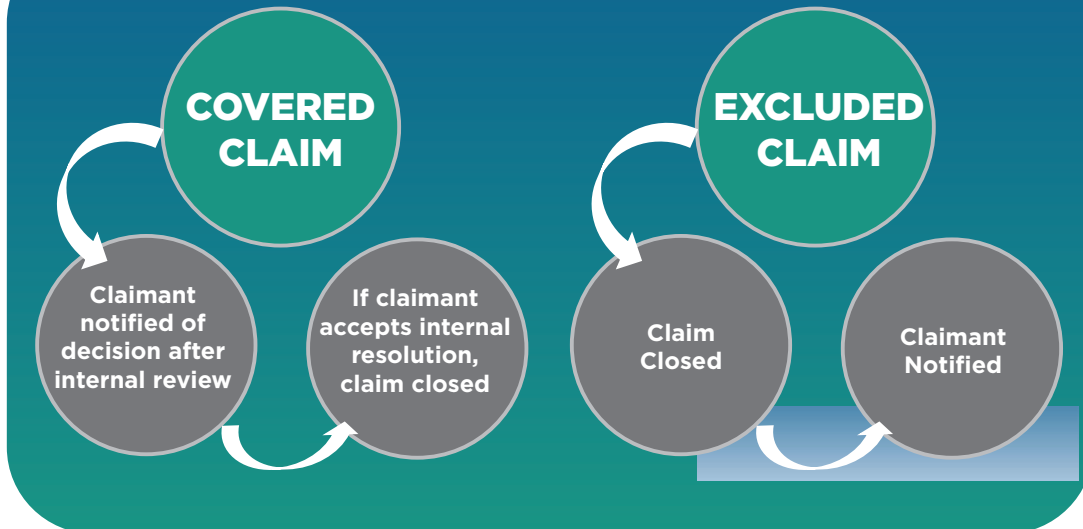 COVERED
CLAIM
Claimant
notified of
decision after
internal review
If claimant
accepts internal
resolution,
claim closed
EXCLUDED
CLAIM
Claim
Closed
Claimant
Notified